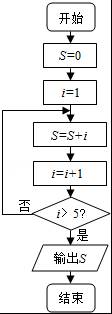 开始
S=0
i=1
S=S+i
i=i+1
否
i> 5?
是
输出S
结束